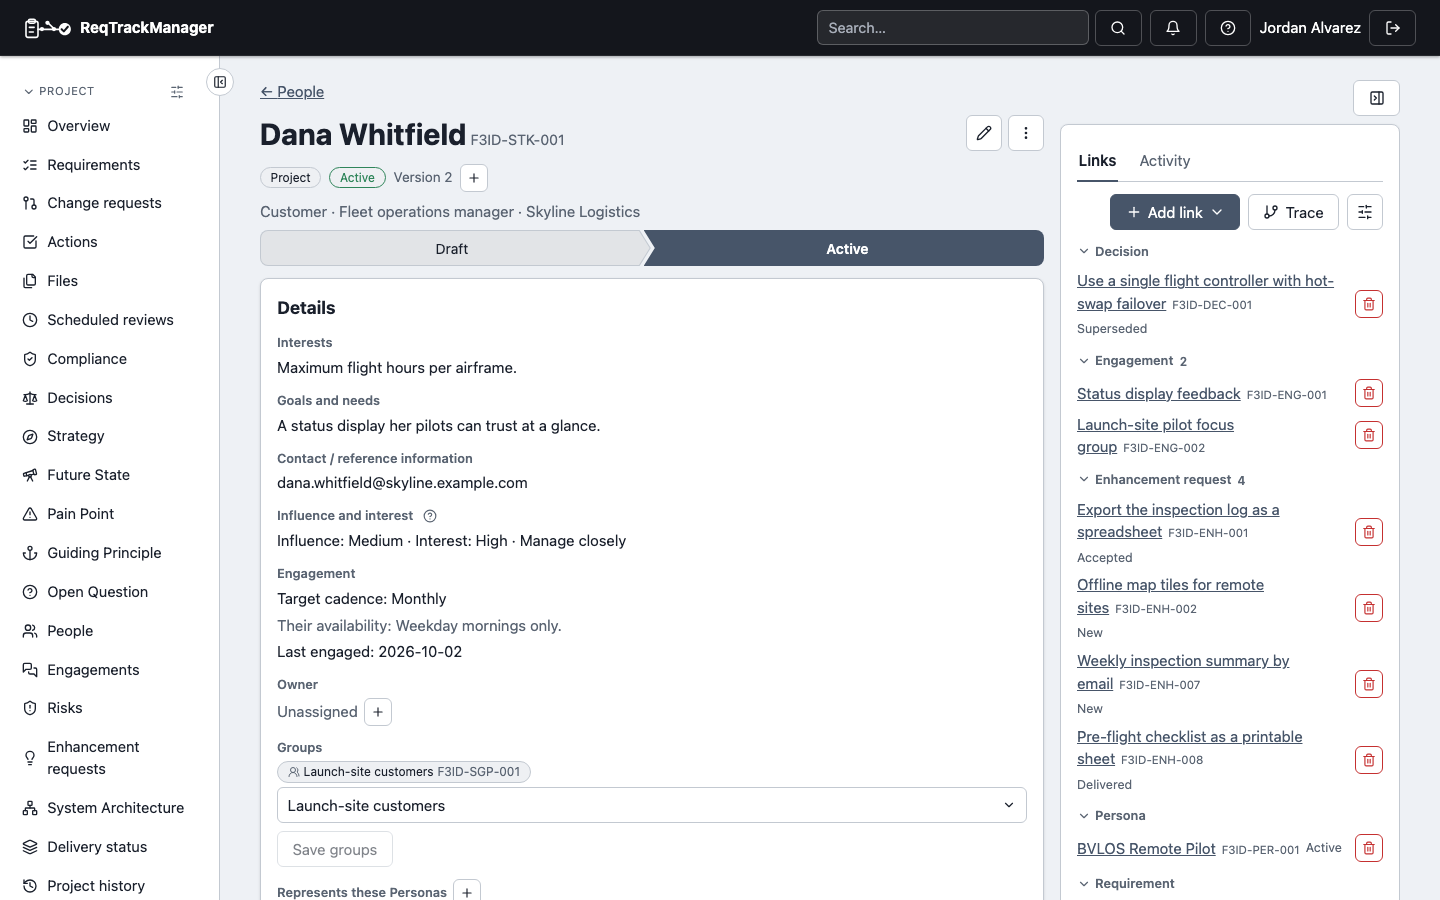 ReqTrackManager
Search...
Jordan Alvarez
PROJECT
Overview
Requirements
Change requests
Actions
Files
Scheduled reviews
Compliance
Decisions
Strategy
Future State
Pain Point
Guiding Principle
Open Question
People
Engagements
Risks
Enhancement
requests
System Architecture
Delivery status
Project history
← People
Dana Whitfield F3ID-STK-001
Project Active Version 2
Customer · Fleet operations manager · Skyline Logistics
Draft Active
Details
Interests
Maximum flight hours per airframe.
Goals and needs
A status display her pilots can trust at a glance.
Contact / reference information
dana.whitfield@skyline.example.com
Influence and interest
Influence: Medium · Interest: High · Manage closely
Engagement
Target cadence: Monthly
Their availability: Weekday mornings only.
Last engaged: 2026-10-02
Owner
Unassigned
Groups
Launch-site customers F3ID-SGP-001
Launch-site customers
Save groups
Represents these Personas
Links Activity
Add link Trace
Decision
Use a single flight controller with hot-
swap failover F3ID-DEC-001
Superseded
Engagement 2
Status display feedback F3ID-ENG-001
Launch-site pilot focus
group F3ID-ENG-002
Enhancement request 4
Export the inspection log as a
spreadsheet F3ID-ENH-001
Accepted
Offline map tiles for remote
sites F3ID-ENH-002
New
Weekly inspection summary by
email F3ID-ENH-007
New
Pre-flight checklist as a printable
sheet F3ID-ENH-008
Delivered
Persona
BVLOS Remote Pilot F3ID-PER-001 Active
Requirement